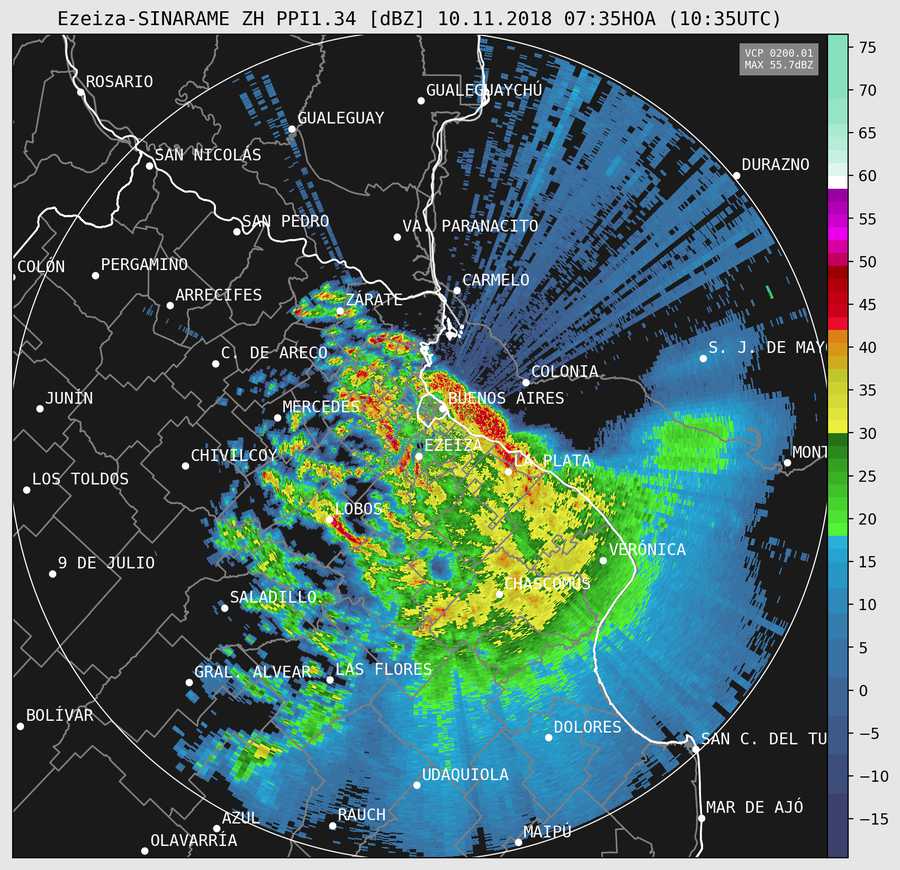 Ezeiza-SINARAME ZH PPI1.34 [dBZ] 10.11.2018 07:35HOA (10:35UTC)
VCP 0200.01
MAX 55.7dBZ
ROSARIO
GUALEGUAYCHÚ
GUALEGUAY
SAN NICOLÁS
DURAZNO
SAN PEDRO
VA. PARANACITO
COLÓN
PERGAMINO
CARMELO
ARRECIFES
ZÁRATE
C. DE ARECO
S. J. DE MAY
COLONIA
JUNÍN
MERCEDES
BUENOS AIRES
EZEIZA
CHIVILCOY
LA PLATA
MONT
LOS TOLDOS
LOBOS
VERÓNICA
9 DE JULIO
CHASCOMÚS
SALADILLO
GRAL. ALVEAR
LAS FLORES
BOLÍVAR
DOLORES
SAN C. DEL TU
UDAQUIOLA
MAR DE AJÓ
AZUL
RAUCH
MAIPÚ
OLAVARRÍA
75
70
65
60
55
50
45
40
35
30
25
20
15
10
5
0
−5
−10
−15